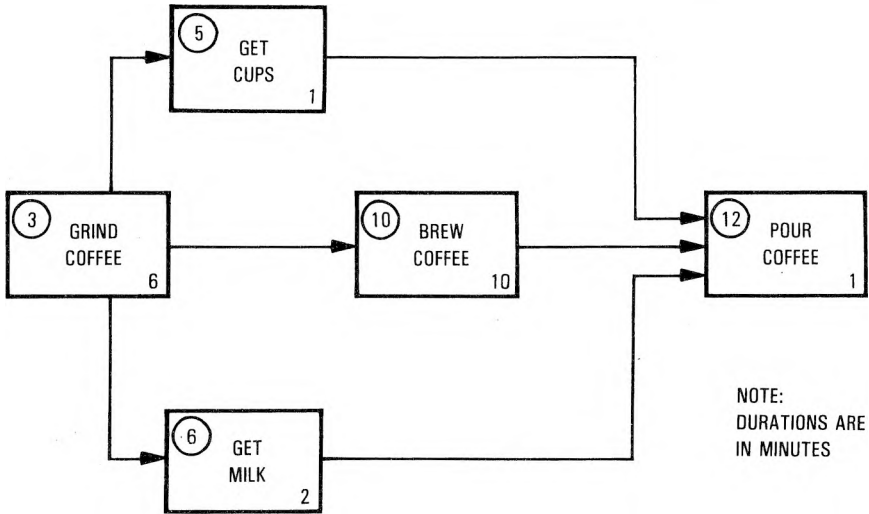 5
GET
CUPS
1
3
GRIND
COFFEE
6
10
BREW
COFFEE
10
12
POUR
COFFEE
1
6
GET
MILK
2
NOTE:
DURATIONS ARE
IN MINUTES